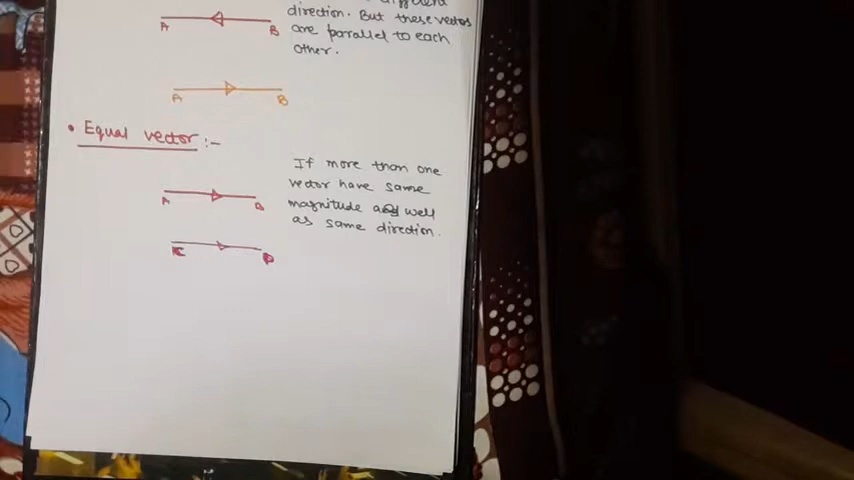 direction. But these vectors
are parallel to each
other.
A B
A B
• Equal vector :-
If more than one
vector have same
magnitude as well
as same direction.
A B
C D